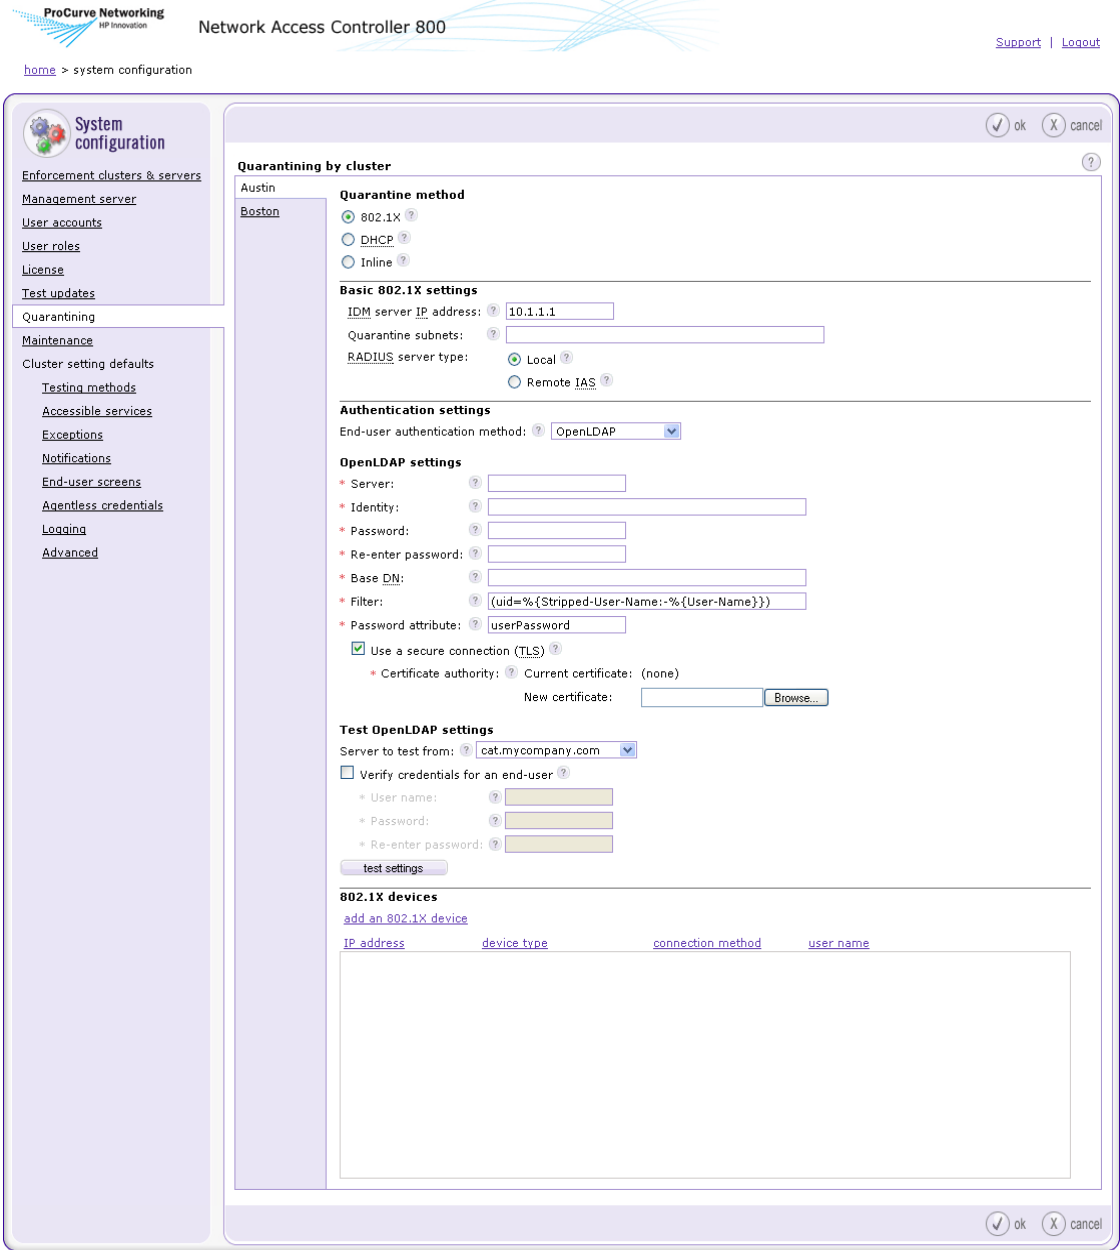 ProCurve Networking
HP Innovation
Network Access Controller 800
Support | Logout
home > system configuration
System
configuration
ok cancel
Enforcement clusters & servers
Management server
User accounts
User roles
License
Test updates
Quarantining
Maintenance
Cluster setting defaults
Testing methods
Accessible services
Exceptions
Notifications
End-user screens
Agentless credentials
Logging
Advanced
Quarantining by cluster ?
Austin
Boston
Quarantine method
802.1X ?
DHCP ?
Inline ?
Basic 802.1X settings
IDM server IP address: ? 10.1.1.1
Quarantine subnets: ?
RADIUS server type: Local ?
Remote IAS ?
Authentication settings
End-user authentication method: ? OpenLDAP
OpenLDAP settings
* Server: ?
* Identity: ?
* Password: ?
* Re-enter password: ?
* Base DN: ?
* Filter: ? (uid=%{Stripped-User-Name:-%{User-Name}})
* Password attribute: ? userPassword
Use a secure connection (TLS) ?
* Certificate authority: ? Current certificate: (none)
New certificate: Browse...
Test OpenLDAP settings
Server to test from: ? cat.mycompany.com
Verify credentials for an end-user ?
* User name: ?
* Password: ?
* Re-enter password: ?
test settings
802.1X devices
add an 802.1X device
IP address device type connection method user name
ok cancel